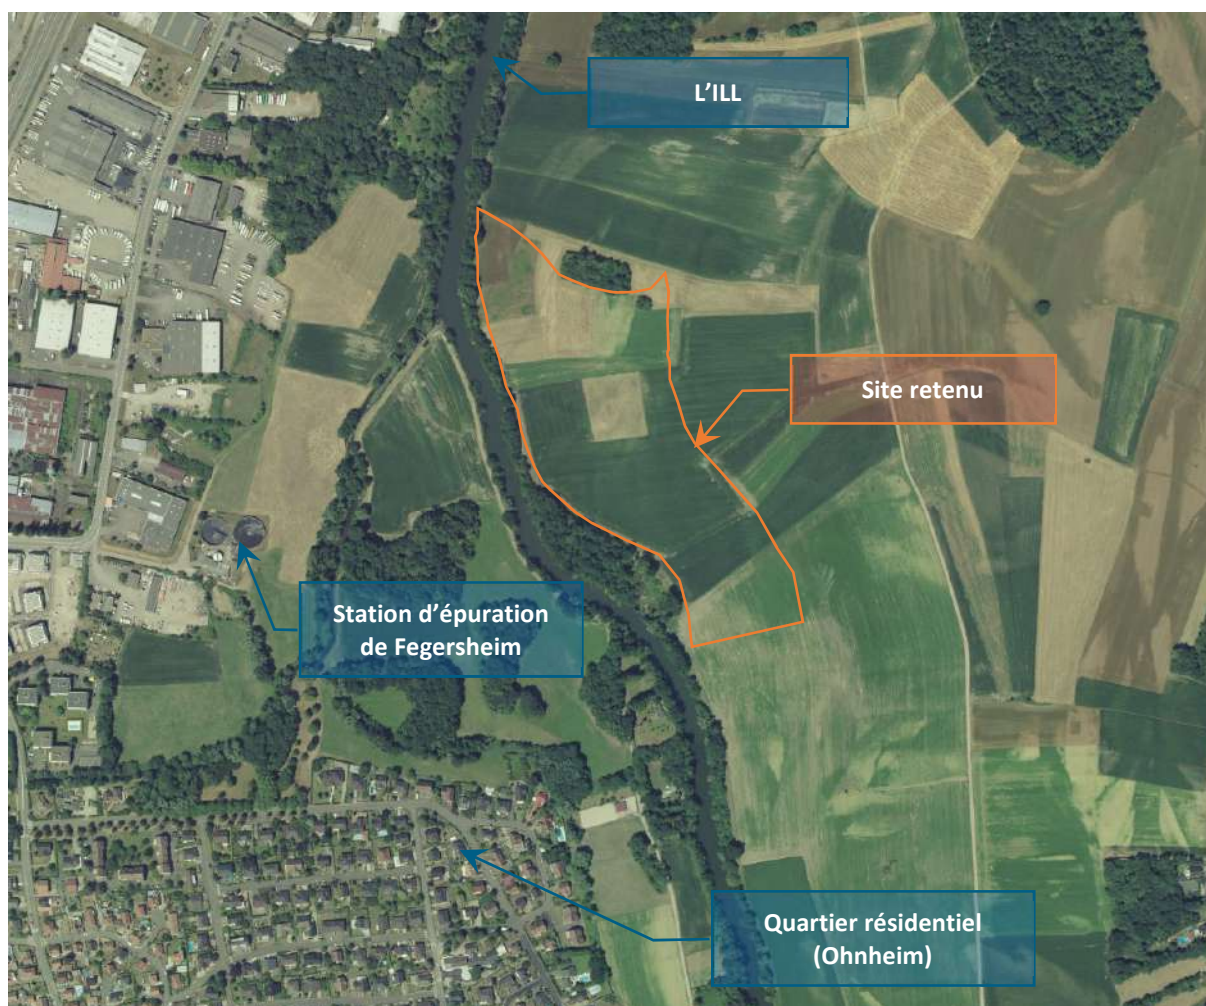 L'ILL
Site retenu
Station d'épuration
de Fegersheim
Quartier résidentiel
(Ohnheim)